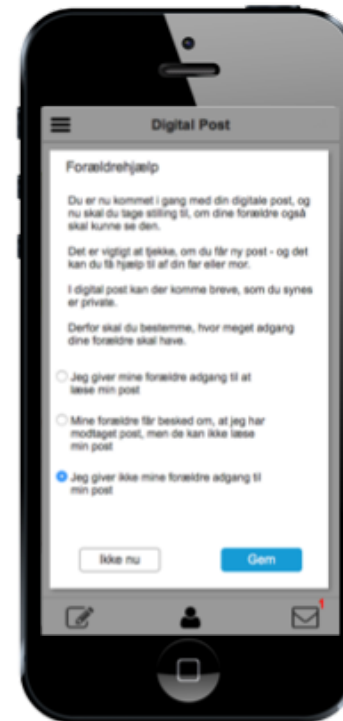 Digital Post
Forældrehjælp
Du er nu kommet i gang med din digitale post, og
nu skal du tage stilling til, om dine forældre også
skal kunne se den.
Det er vigtigt at tjekke, om du får ny post - og det
kan du få hjælp til af din far eller mor.
I digital post kan der komme breve, som du synes
er private.
Derfor skal du bestemme, hvor meget adgang
dine forældre skal have.
Jeg giver mine forældre adgang til at
læse min post
Mine forældre får besked om, at jeg har
modtaget post, men de kan ikke læse
min post
Jeg giver ikke mine forældre adgang til
min post
Ikke nu
Gem
1